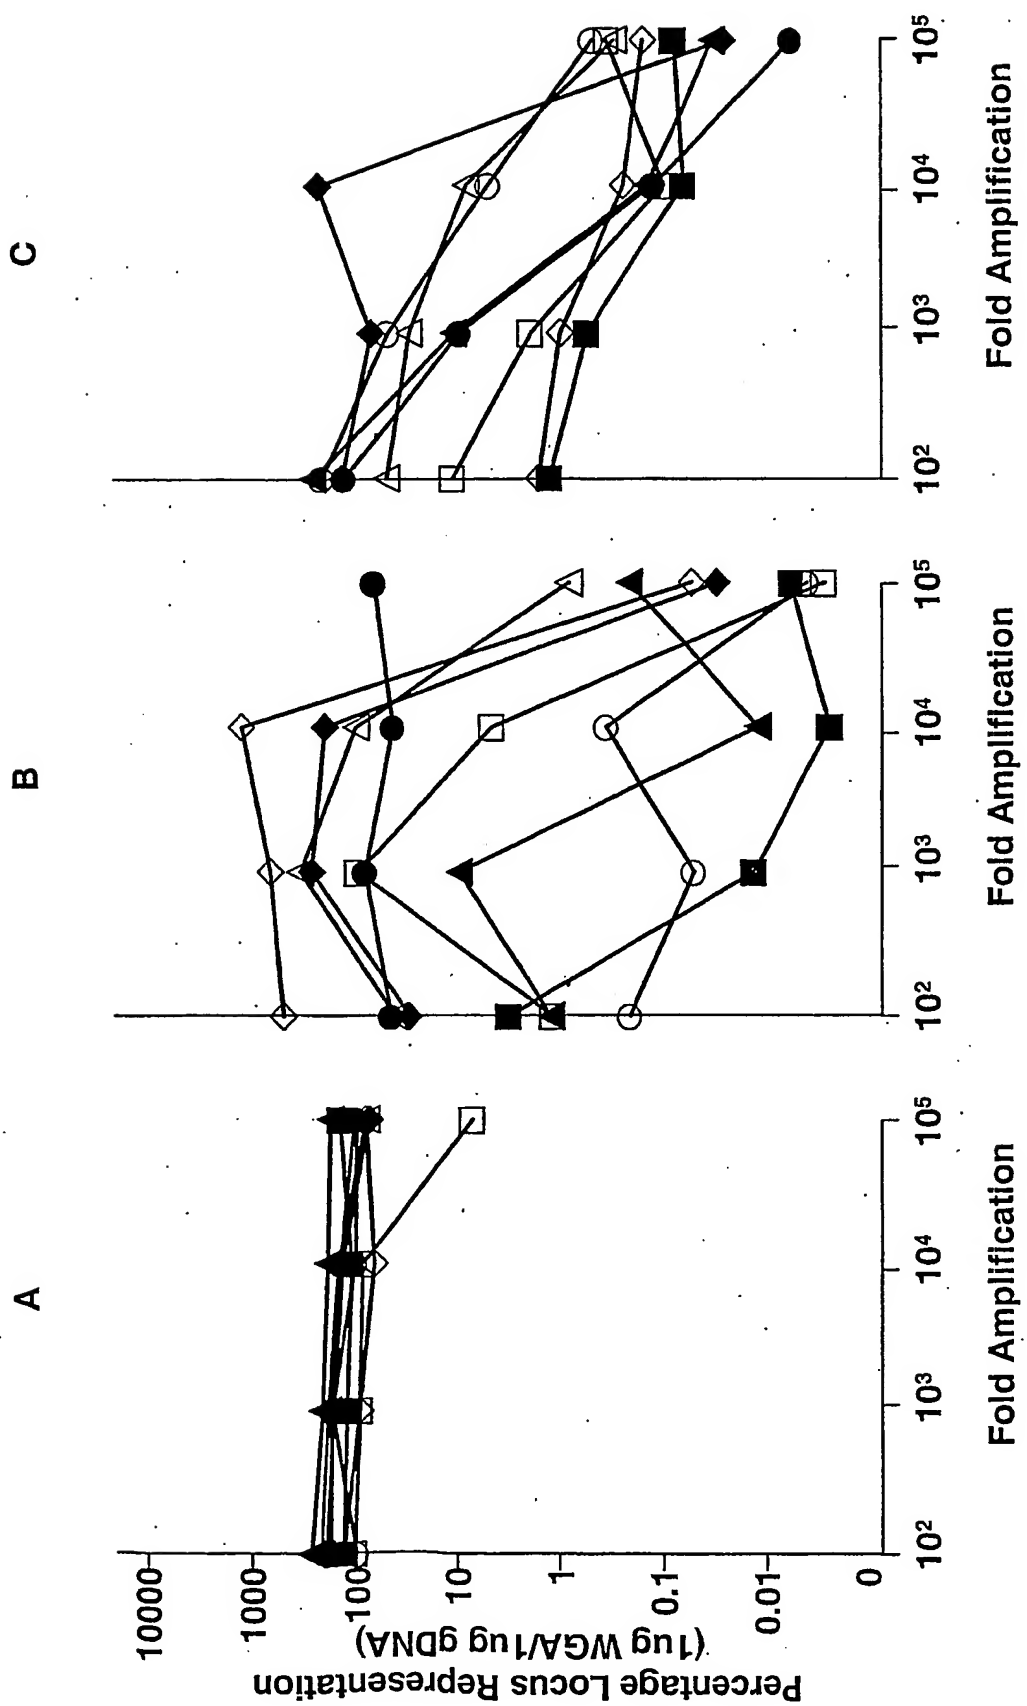 A
B
C
Percentage Locus Representation
(1ug WGA/1ug gDNA)
10000
1000
100
10
1
0.1
0.01
0
10² 10³ 10⁴ 10⁵
Fold Amplification
10² 10³ 10⁴ 10⁵
Fold Amplification
10² 10³ 10⁴ 10⁵
Fold Amplification